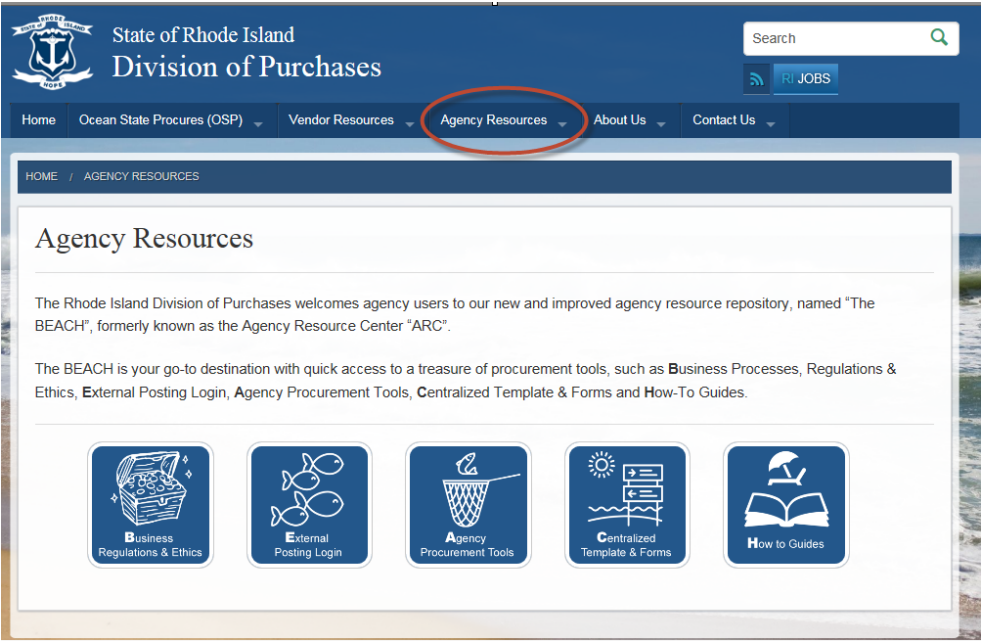 STATE of RHODE ISLAND
HOPE
State of Rhode Island
Division of Purchases
Search
RI JOBS
Home Ocean State Procures (OSP) Vendor Resources Agency Resources About Us Contact Us
HOME / AGENCY RESOURCES
Agency Resources
The Rhode Island Division of Purchases welcomes agency users to our new and improved agency resource repository, named “The
BEACH”, formerly known as the Agency Resource Center “ARC”.
The BEACH is your go-to destination with quick access to a treasure of procurement tools, such as Business Processes, Regulations &
Ethics, External Posting Login, Agency Procurement Tools, Centralized Template & Forms and How-To Guides.
Business
Regulations & Ethics
External
Posting Login
Agency
Procurement Tools
Centralized
Template & Forms
How to Guides